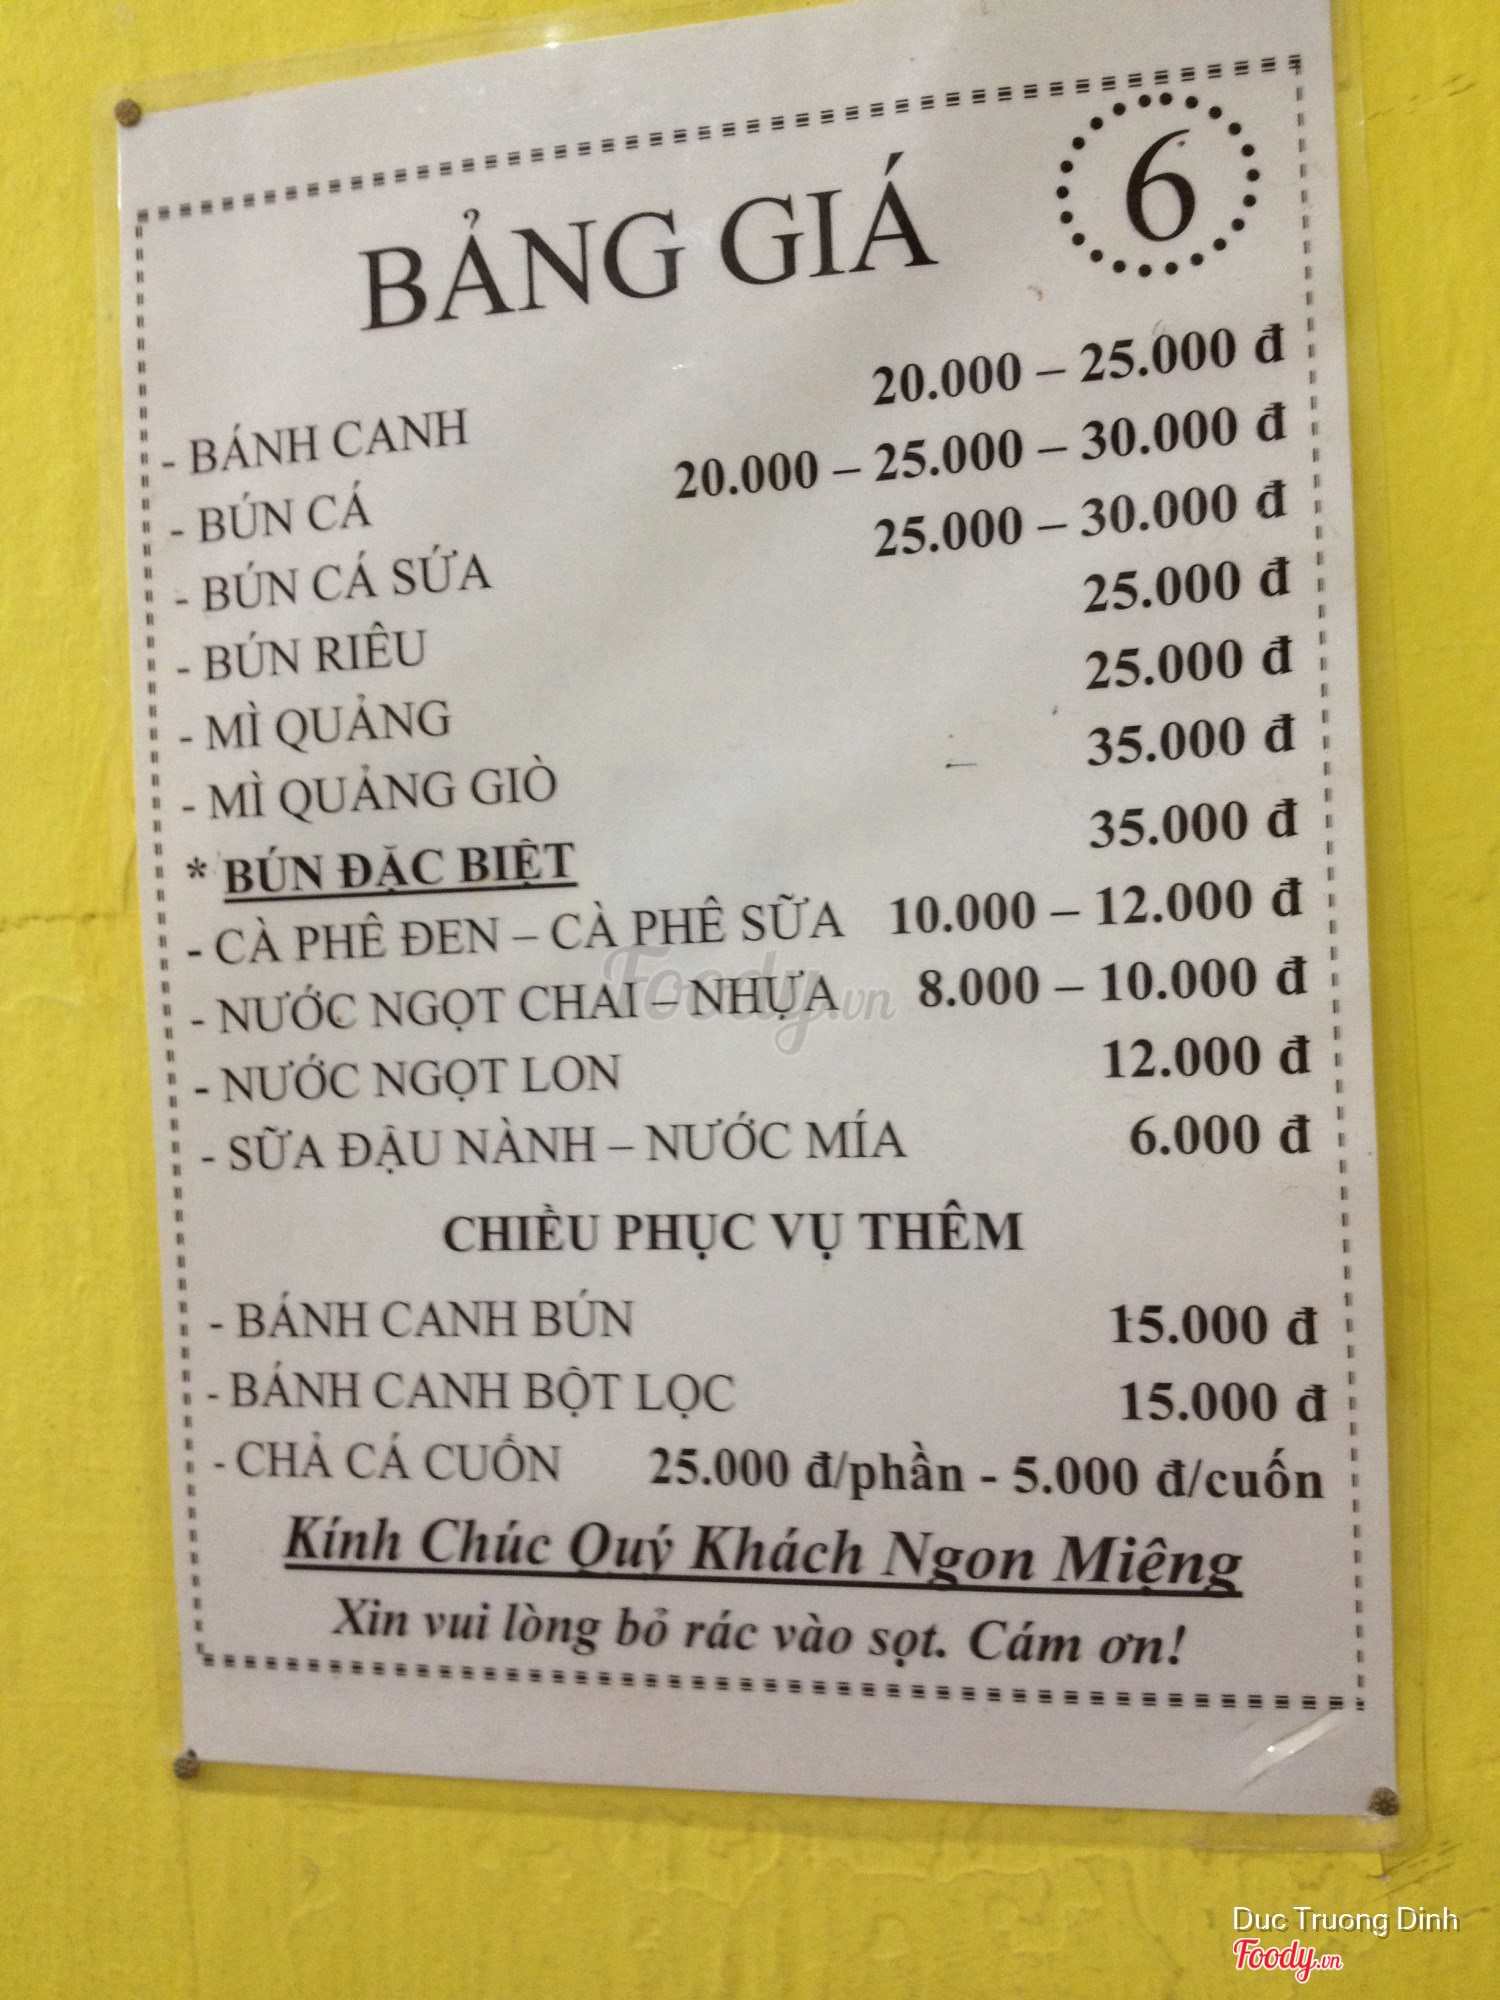 BẢNG GIÁ
6
- BÁNH CANH 20.000 – 25.000 đ
- BÚN CÁ 20.000 – 25.000 – 30.000 đ
- BÚN CÁ SỨA 25.000 – 30.000 đ
- BÚN RIÊU 25.000 đ
- MÌ QUẢNG 25.000 đ
- MÌ QUẢNG GIÒ 35.000 đ
* BÚN ĐẶC BIỆT 35.000 đ
- CÀ PHÊ ĐEN – CÀ PHÊ SỮA 10.000 – 12.000 đ
- NƯỚC NGỌT CHAI – NHỰA 8.000 – 10.000 đ
- NƯỚC NGỌT LON 12.000 đ
- SỮA ĐẬU NÀNH – NƯỚC MÍA 6.000 đ
CHIỀU PHỤC VỤ THÊM
- BÁNH CANH BÚN 15.000 đ
- BÁNH CANH BỘT LỌC 15.000 đ
- CHẢ CÁ CUỐN 25.000 đ/phần - 5.000 đ/cuốn
Kính Chúc Quý Khách Ngon Miệng
Xin vui lòng bỏ rác vào sọt. Cám ơn!
Foody.vn
Duc Truong Dinh
Foody.vn